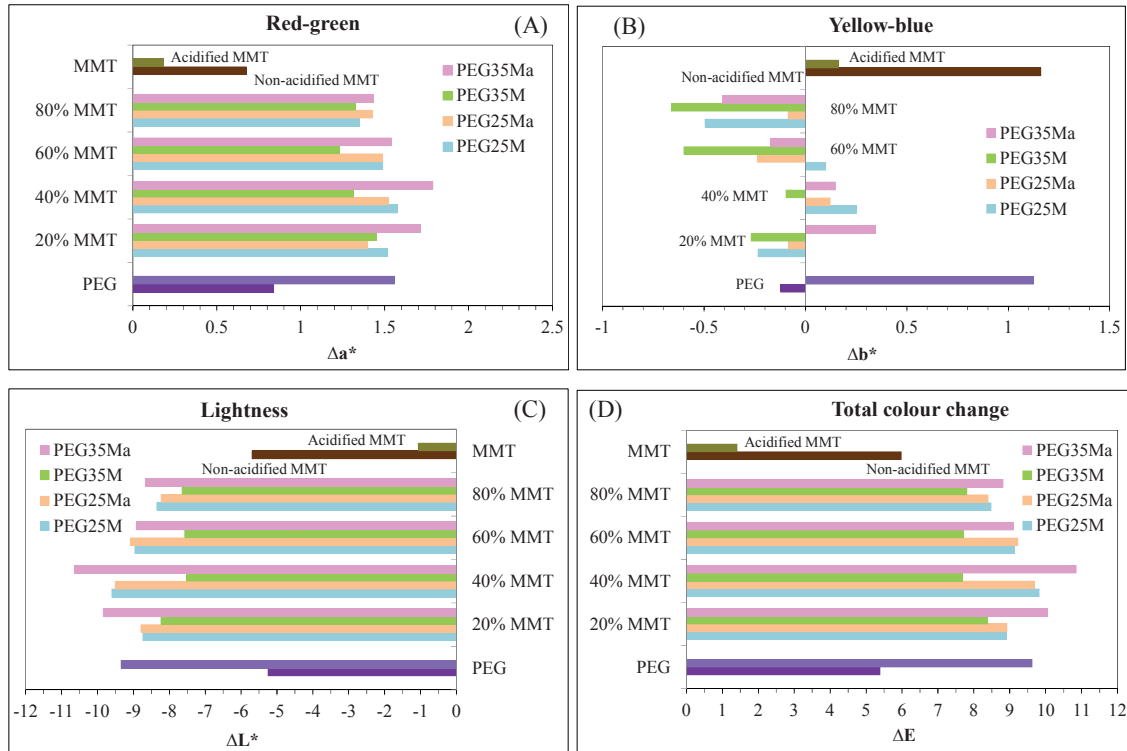 Red-green
(A)
MMT
Acidified MMT
Non-acidified MMT
80% MMT
60% MMT
40% MMT
20% MMT
PEG
PEG35Ma
PEG35M
PEG25Ma
PEG25M
0 0.5 1 1.5 2 2.5
Δa*
(B)
Yellow-blue
Acidified MMT
Non-acidified MMT
80% MMT
60% MMT
40% MMT
20% MMT
PEG
PEG35Ma
PEG35M
PEG25Ma
PEG25M
-1 -0.5 0 0.5 1 1.5
Δb*
Lightness
(C)
PEG35Ma
PEG35M
PEG25Ma
PEG25M
Acidified MMT
Non-acidified MMT
MMT
80% MMT
60% MMT
40% MMT
20% MMT
PEG
-12 -11 -10 -9 -8 -7 -6 -5 -4 -3 -2 -1 -0
ΔL*
(D)
Total colour change
MMT
Acidified MMT
Non-acidified MMT
80% MMT
60% MMT
40% MMT
20% MMT
PEG
PEG35Ma
PEG35M
PEG25Ma
PEG25M
0 1 2 3 4 5 6 7 8 9 10 11 12
ΔE